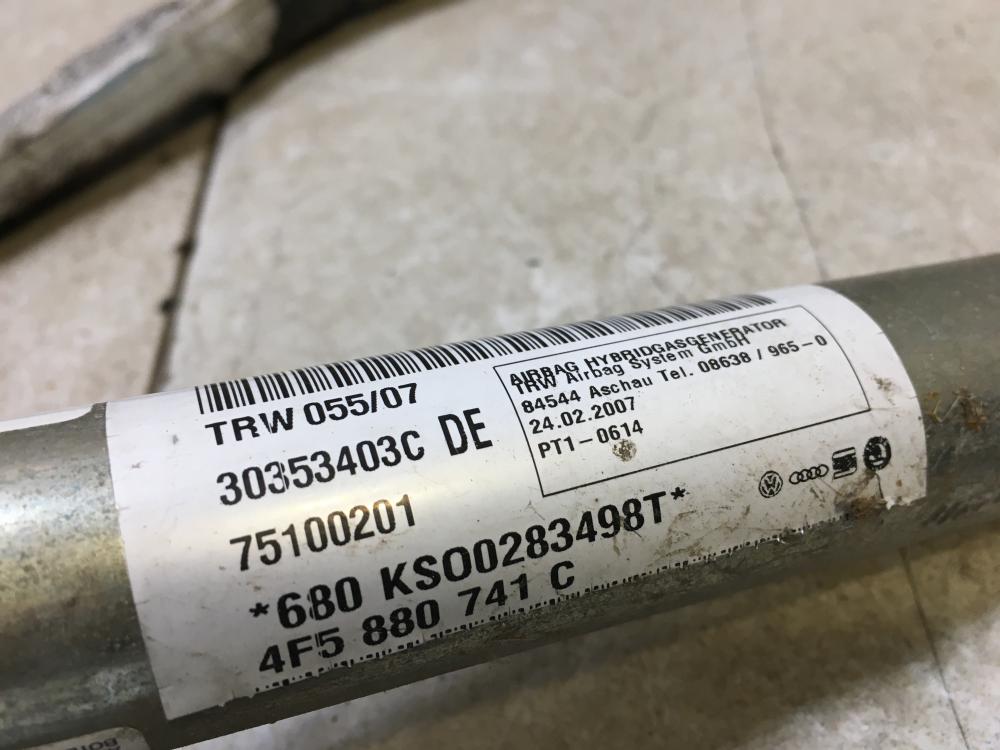 TRW 055/07
30353403C DE
75100201
*680 KSO0283498T*
4F5 880 741 C
AIRBAG HYBRIDGASGENERATOR
TRW Airbag System GmbH
84544 Aschau Tel. 08638 / 965-0
24.02.2007
PT1-0614